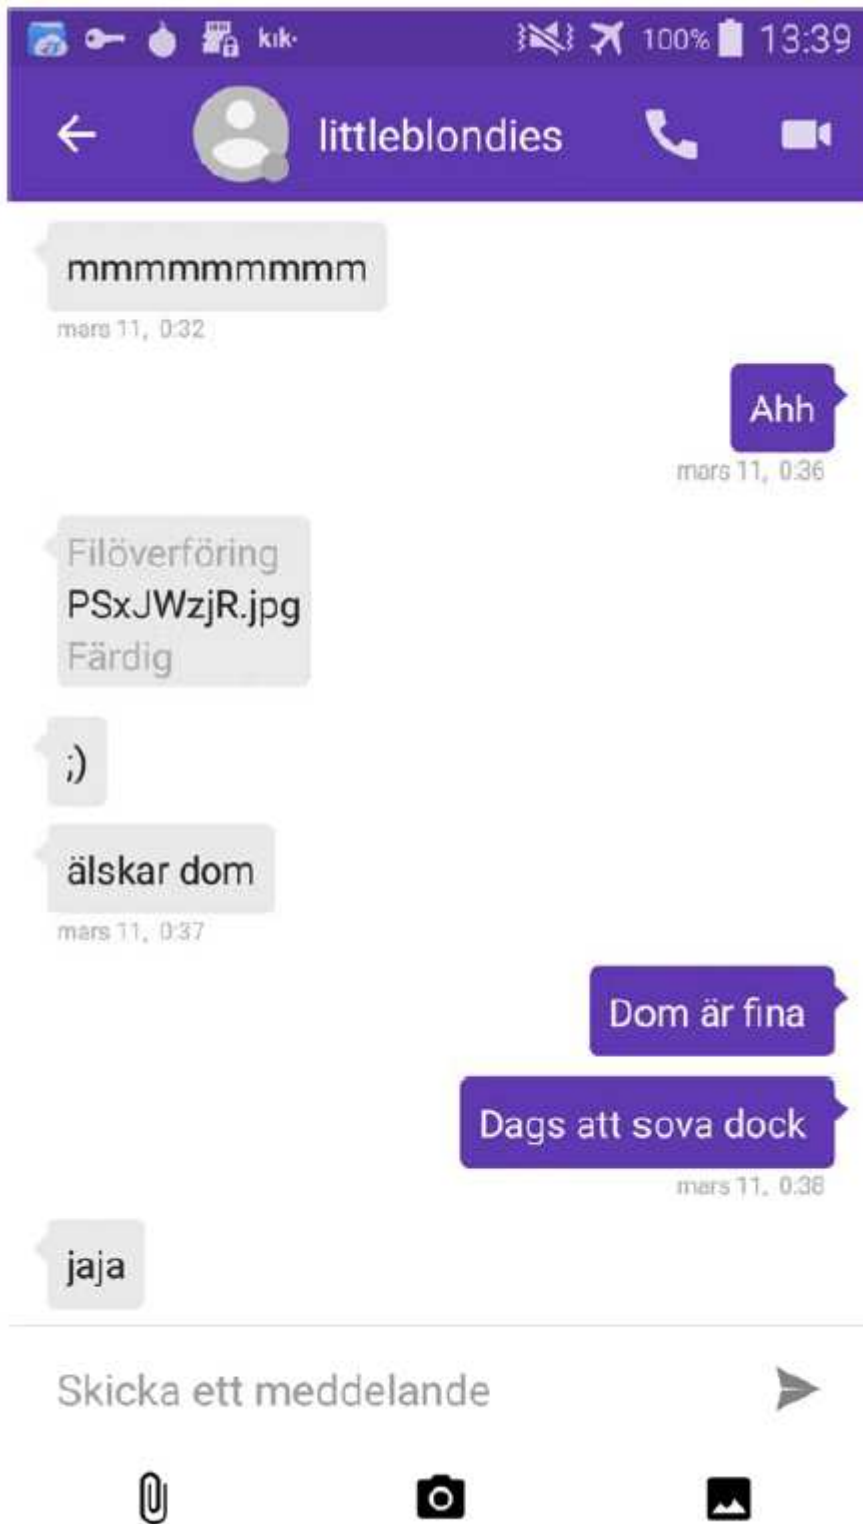 kik·
100%
13:39
littleblondies
mmmmmmmmm
mars 11, 0:32
Ahh
mars 11, 0:36
Filöverföring
PSxJWzjR.jpg
Färdig
;)
älskar dom
mars 11, 0:37
Dom är fina
Dags att sova dock
mars 11, 0:38
jaja
Skicka ett meddelande